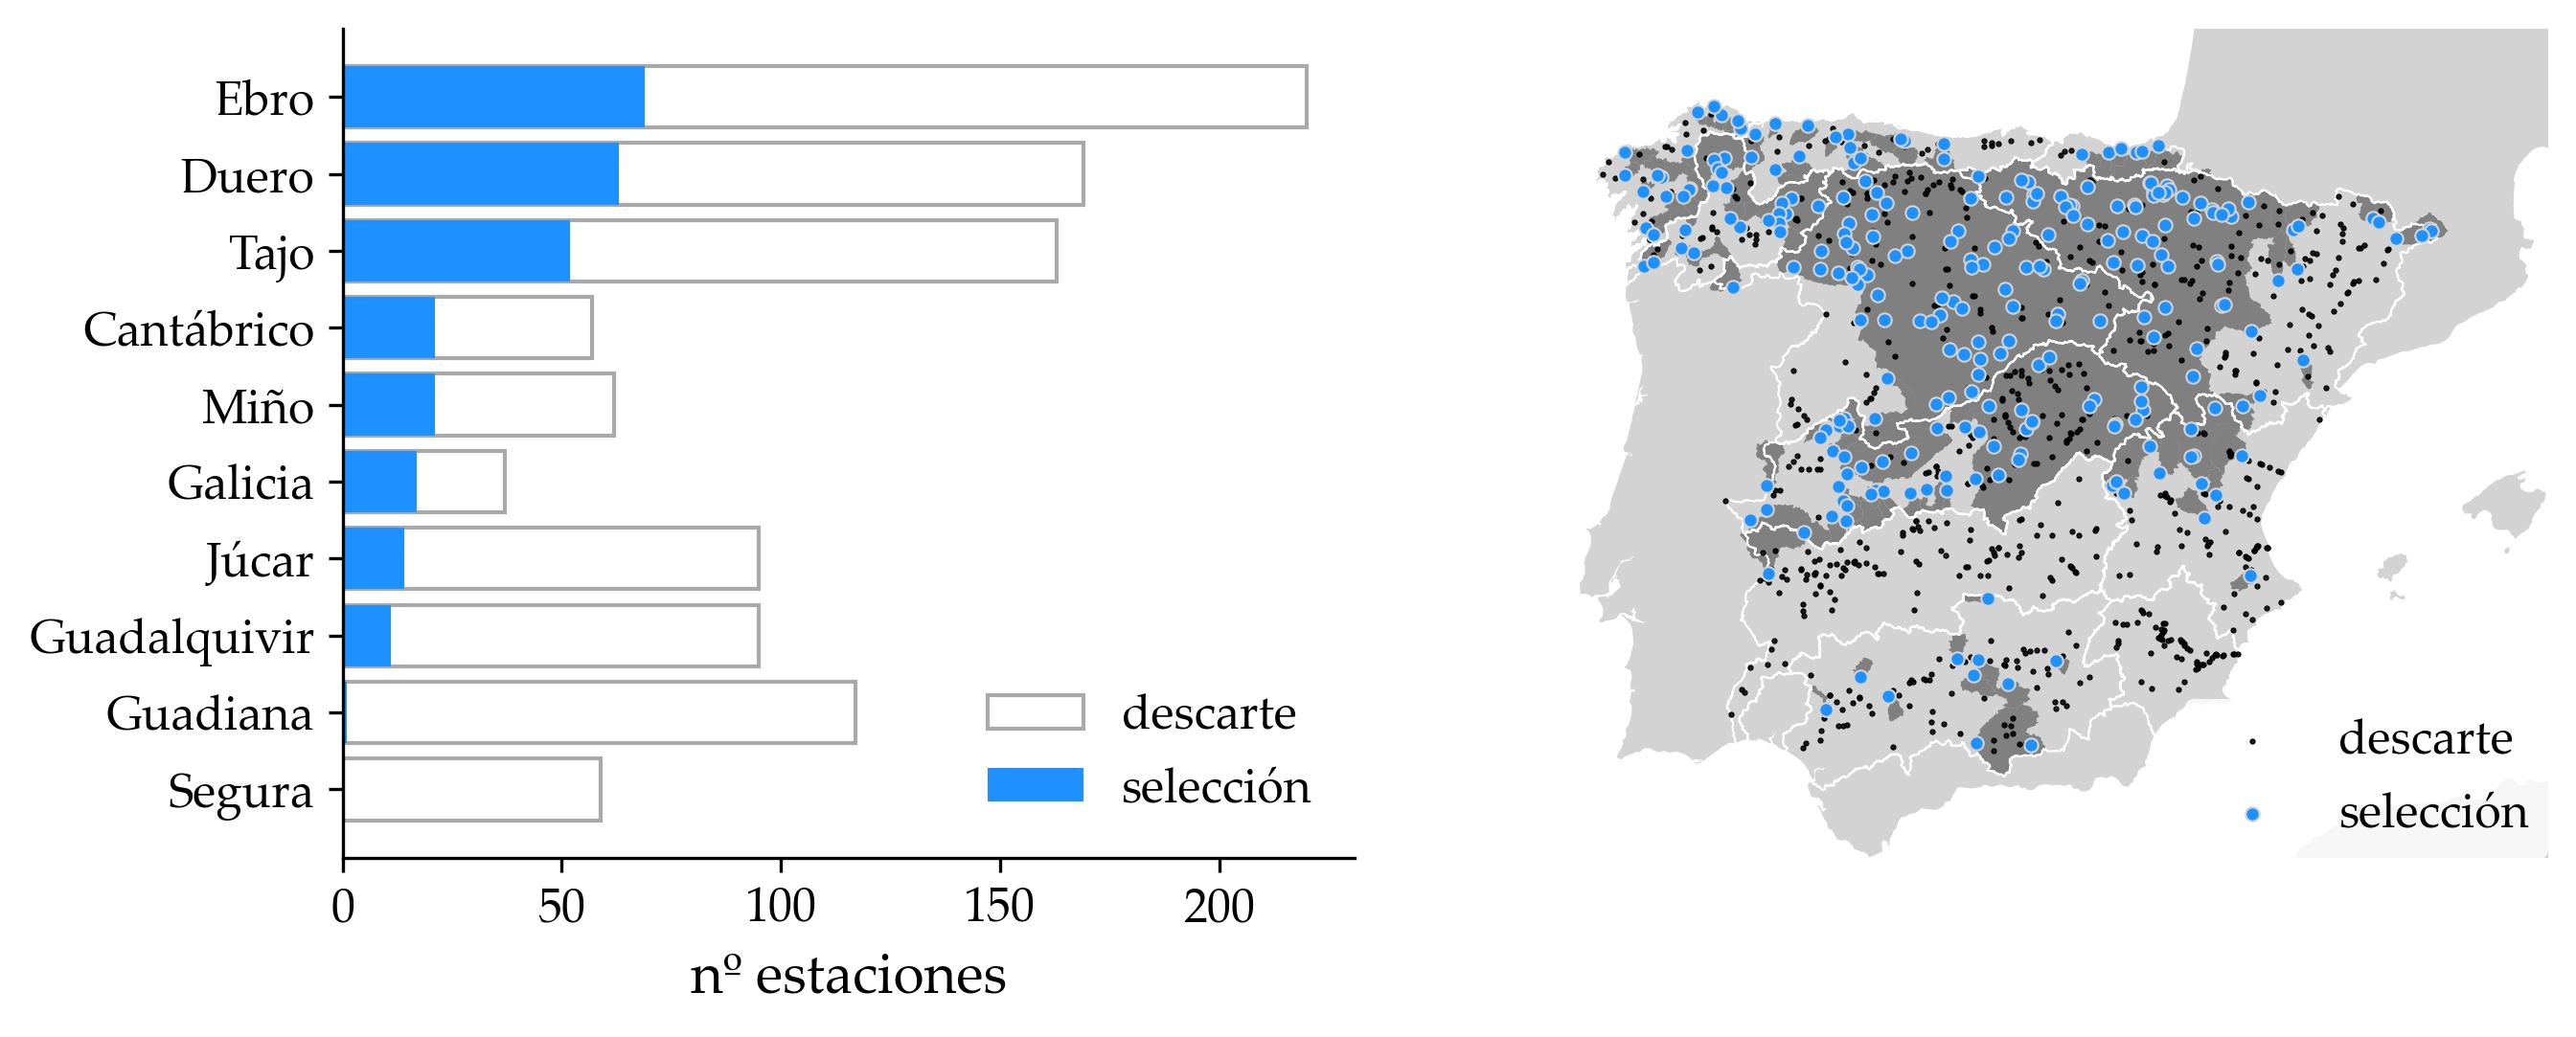 Ebro
Duero
Tajo
Cantábrico
Miño
Galicia
Júcar
Guadalquivir
Guadiana
Segura
0 50 100 150 200
nº estaciones
descarte
selección
descarte
selección